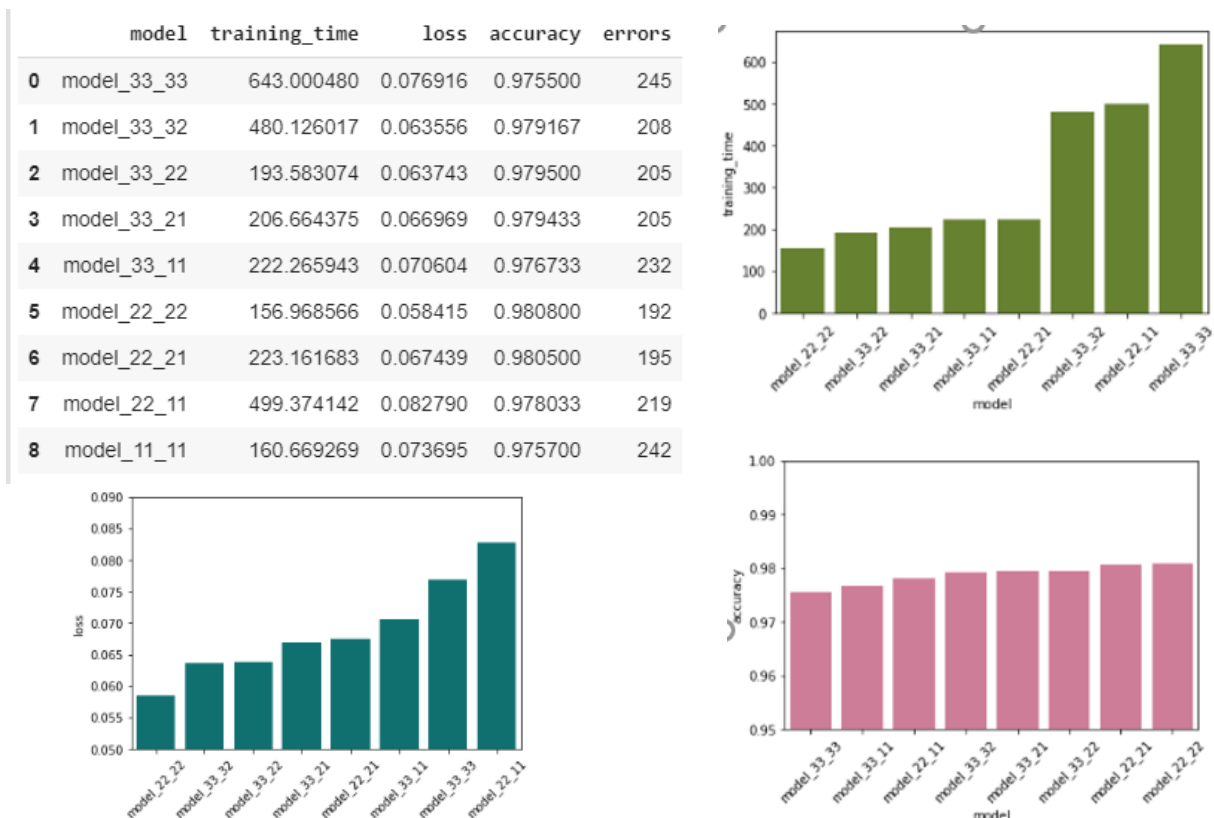 model training_time loss accuracy errors
0 model_33_33 643.000480 0.076916 0.975500 245
1 model_33_32 480.126017 0.063556 0.979167 208
2 model_33_22 193.583074 0.063743 0.979500 205
3 model_33_21 206.664375 0.066969 0.979433 205
4 model_33_11 222.265943 0.070604 0.976733 232
5 model_22_22 156.968566 0.058415 0.980800 192
6 model_22_21 223.161683 0.067439 0.980500 195
7 model_22_11 499.374142 0.082790 0.978033 219
8 model_11_11 160.669269 0.073695 0.975700 242
600
500
400
300
200
100
0
training_time
model_22_22 model_33_22 model_33_21 model_33_11 model_22_21 model_33_32 model_22_11 model_33_33
model
0.090
0.085
0.080
0.075
0.070
0.065
0.060
0.055
0.050
loss
model_22_22 model_33_32 model_33_22 model_33_21 model_22_21 model_33_11 model_33_33 model_22_11
1.00
0.99
0.98
0.97
0.96
0.95
accuracy
model_33_33 model_33_11 model_22_11 model_33_32 model_33_21 model_33_22 model_22_21 model_22_22
model